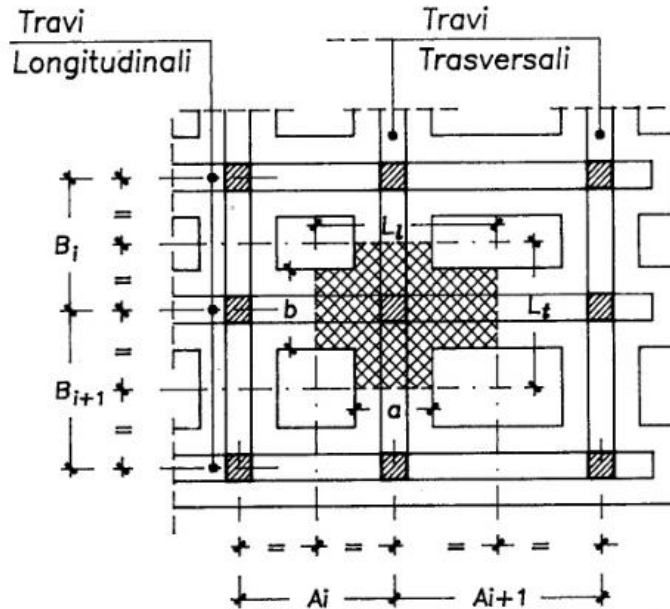 Travi
Longitudinali
Travi
Trasversali
Ll
Bi
=
=
b
Lt
=
Bi+1
=
a
= = = =
Ai
Ai+1